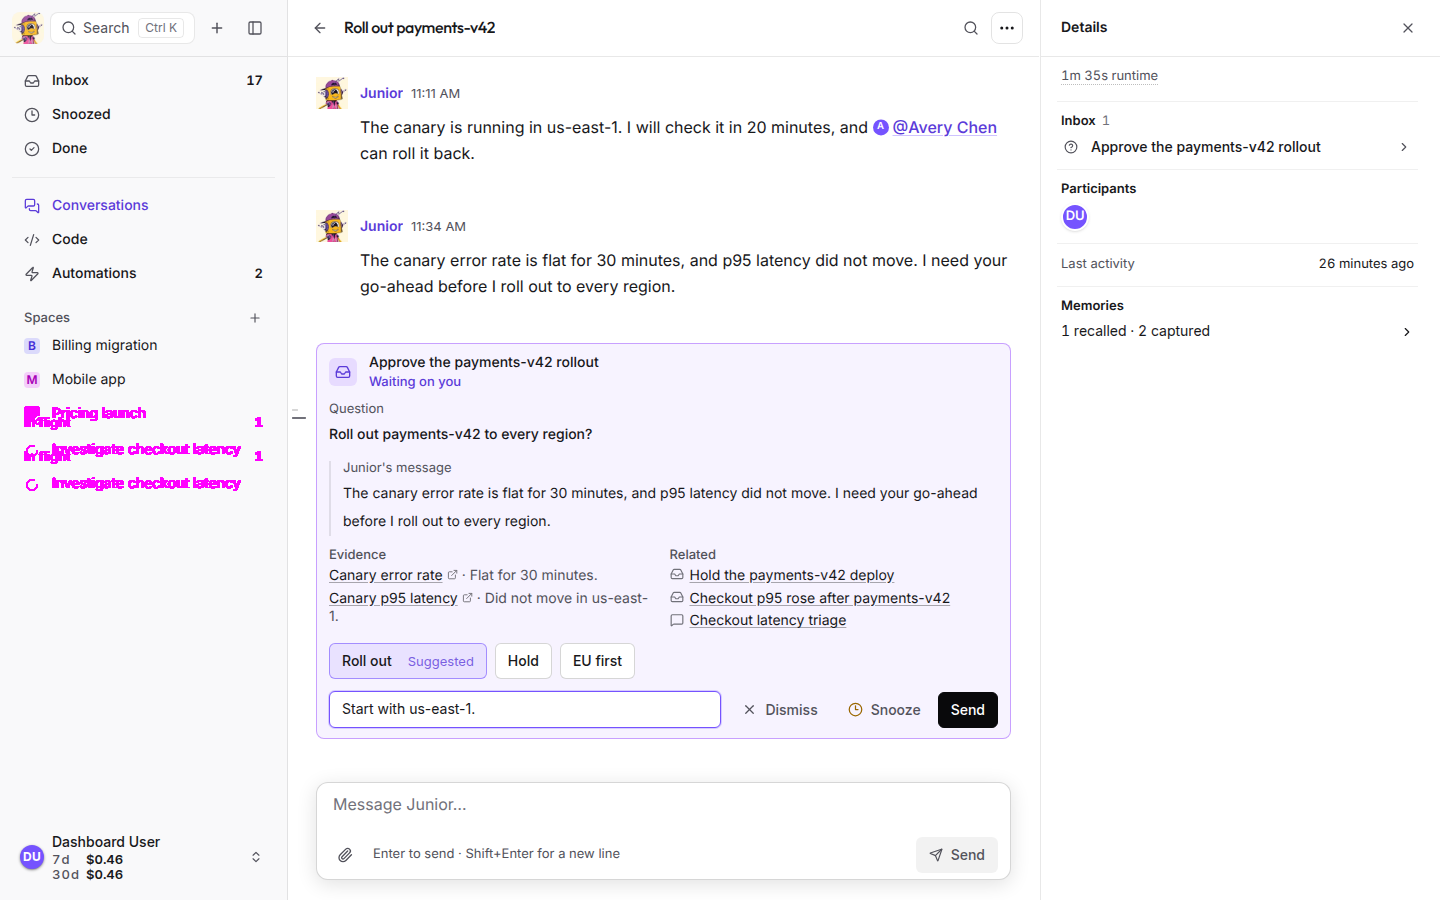 Search Ctrl K
Inbox 17
Snoozed
Done
Conversations
Code
Automations 2
Spaces
B Billing migration
M Mobile app
Pricing launch
In flight 1
Investigate checkout latency
In flight 1
Investigate checkout latency
DU Dashboard User
7d $0.46
30d $0.46
Roll out payments-v42
Junior 11:11 AM
The canary is running in us-east-1. I will check it in 20 minutes, and A @Avery Chen
can roll it back.
Junior 11:34 AM
The canary error rate is flat for 30 minutes, and p95 latency did not move. I need your
go-ahead before I roll out to every region.
Approve the payments-v42 rollout
Waiting on you
Question
Roll out payments-v42 to every region?
Junior's message
The canary error rate is flat for 30 minutes, and p95 latency did not move. I need your go-ahead
before I roll out to every region.
Evidence
Canary error rate · Flat for 30 minutes.
Canary p95 latency · Did not move in us-east-
1.
Related
Hold the payments-v42 deploy
Checkout p95 rose after payments-v42
Checkout latency triage
Roll out Suggested Hold EU first
Start with us-east-1. Dismiss Snooze Send
Message Junior...
Enter to send · Shift+Enter for a new line Send
Details
1m 35s runtime
Inbox 1
Approve the payments-v42 rollout
Participants
DU
Last activity 26 minutes ago
Memories
1 recalled · 2 captured